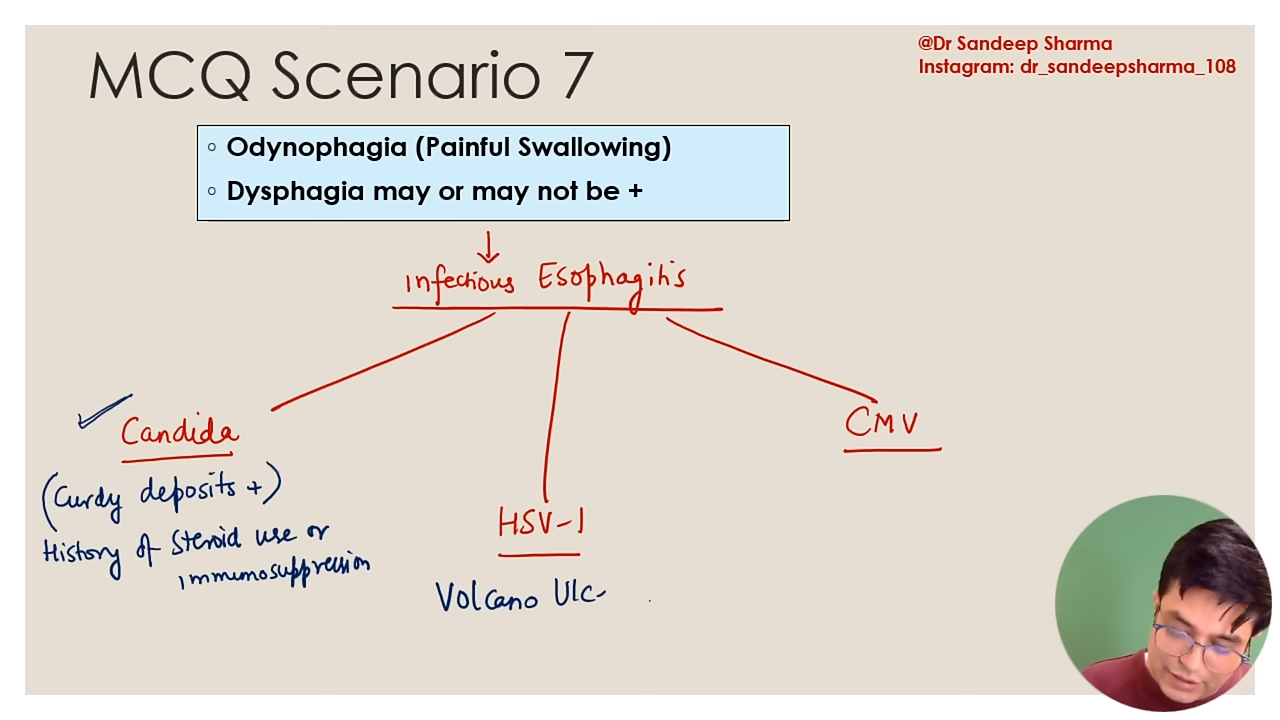 MCQ Scenario 7
@Dr Sandeep Sharma
Instagram: dr_sandeepsharma_108
◦ Odynophagia (Painful Swallowing)
◦ Dysphagia may or may not be +
Infectious Esophagitis
Candida
(Curdy deposits +)
History of Steroid use or
immunosuppression
HSV-1
Volcano Ulc
CMV